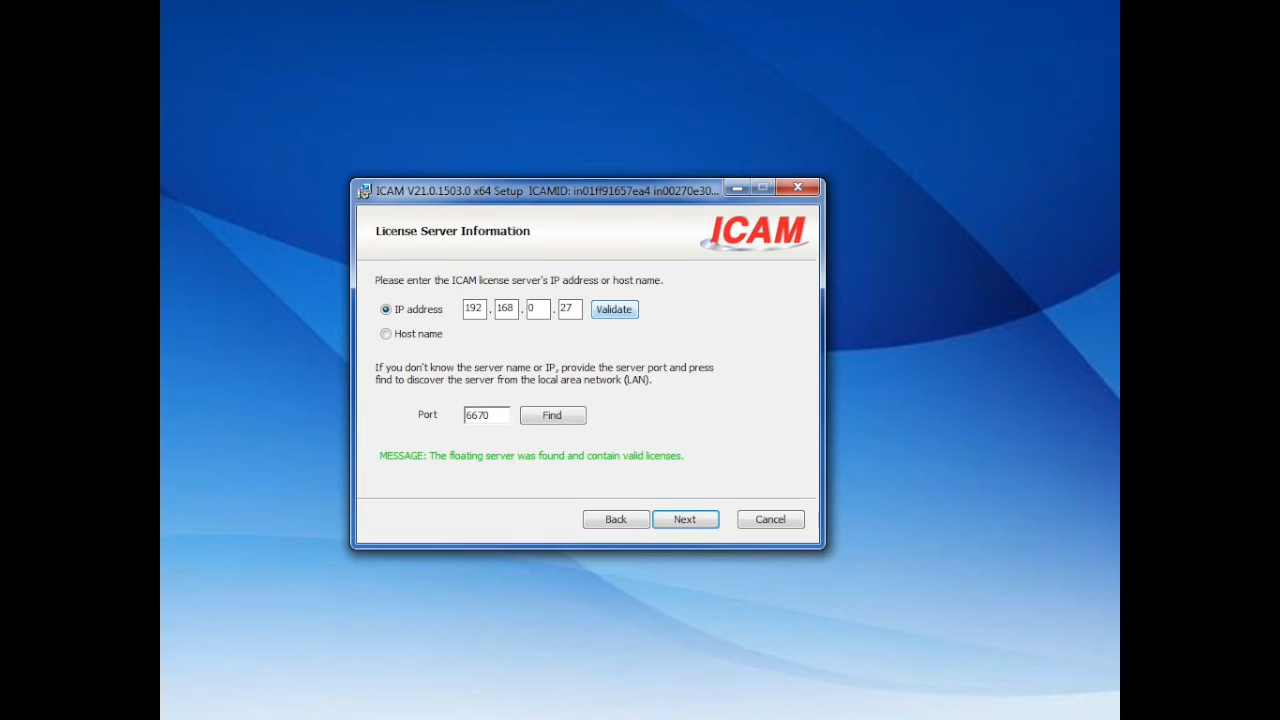 ICAM V21.0.1503.0 x64 Setup ICAMID: in01ff91657ea4 in00270e30...
License Server Information
ICAM
Please enter the ICAM license server's IP address or host name.
IP address 192 . 168 . 0 . 27 Validate
Host name
If you don't know the server name or IP, provide the server port and press
find to discover the server from the local area network (LAN).
Port 6670 Find
MESSAGE: The floating server was found and contain valid licenses.
Back Next Cancel